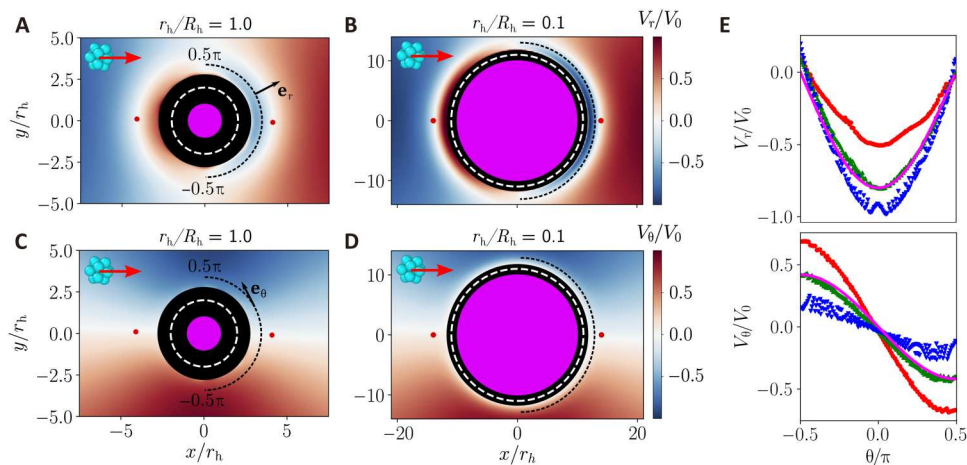 A
r_h/R_h = 1.0
B
r_h/R_h = 0.1
V_r/V_0
E
5.0
2.5
0.0
−2.5
−5.0
y/r_h
0.5π
e_r
−0.5π
10
0
−10
0.5
0.0
−0.5
0.0
−0.5
−1.0
V_r/V_0
C
r_h/R_h = 1.0
D
r_h/R_h = 0.1
V_θ/V_0
5.0
2.5
0.0
−2.5
−5.0
y/r_h
0.5π
e_θ
−0.5π
−5
0
5
x/r_h
10
0
−10
−20
0
20
x/r_h
0.5
0.0
−0.5
0.5
0.0
−0.5
V_θ/V_0
−0.5
0.0
0.5
θ/π